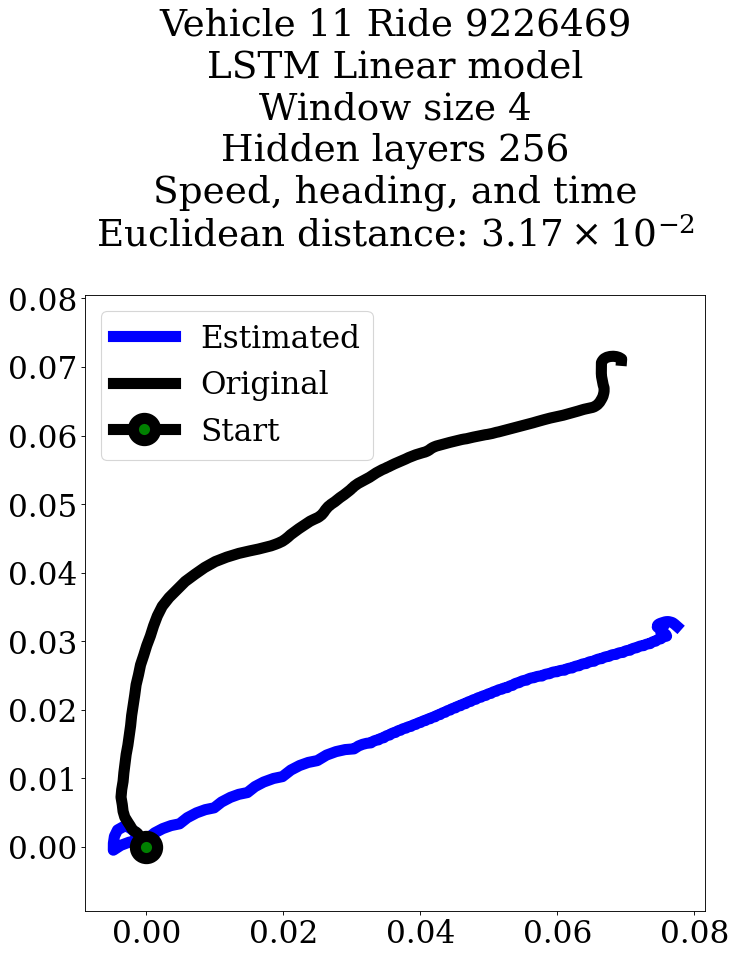 Vehicle 11 Ride 9226469
LSTM Linear model
Window size 4
Hidden layers 256
Speed, heading, and time
Euclidean distance: 3.17 × 10⁻²
0.08
0.07
0.06
0.05
0.04
0.03
0.02
0.01
0.00
Estimated
Original
Start
0.00 0.02 0.04 0.06 0.08